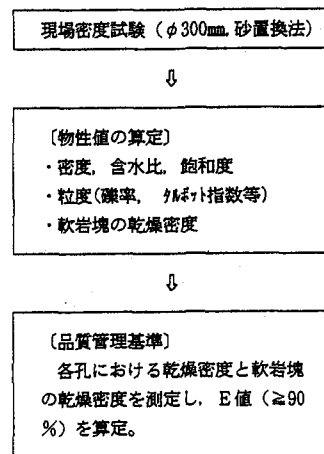 現場密度試験（φ300㎜,砂置換法）
⇩
〔物性値の算定〕
・密度，含水比，飽和度
・粒度(礫率，ﾀﾙﾎﾞｯﾄ指数等)
・軟岩塊の乾燥密度
⇩
〔品質管理基準〕
各孔における乾燥密度と軟岩塊
の乾燥密度を測定し，Ｅ値（≧90
％）を算定。